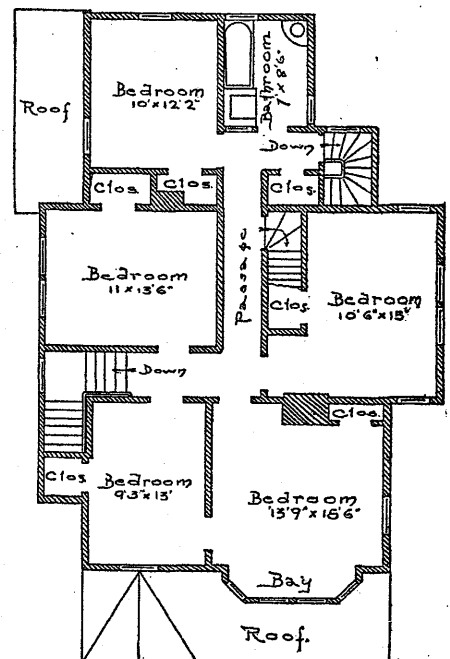 Roof
Bedroom
10'x12'2"
Bathroom
7'x8'6"
Down
Clos.
Clos.
Clos.
Bedroom
11x13'6"
Passage
Clos.
Bedroom
10'6"x15'
Down
Clos.
Clos
Bedroom
9'3"x13'
Bedroom
13'9"x15'6"
Bay
Roof.